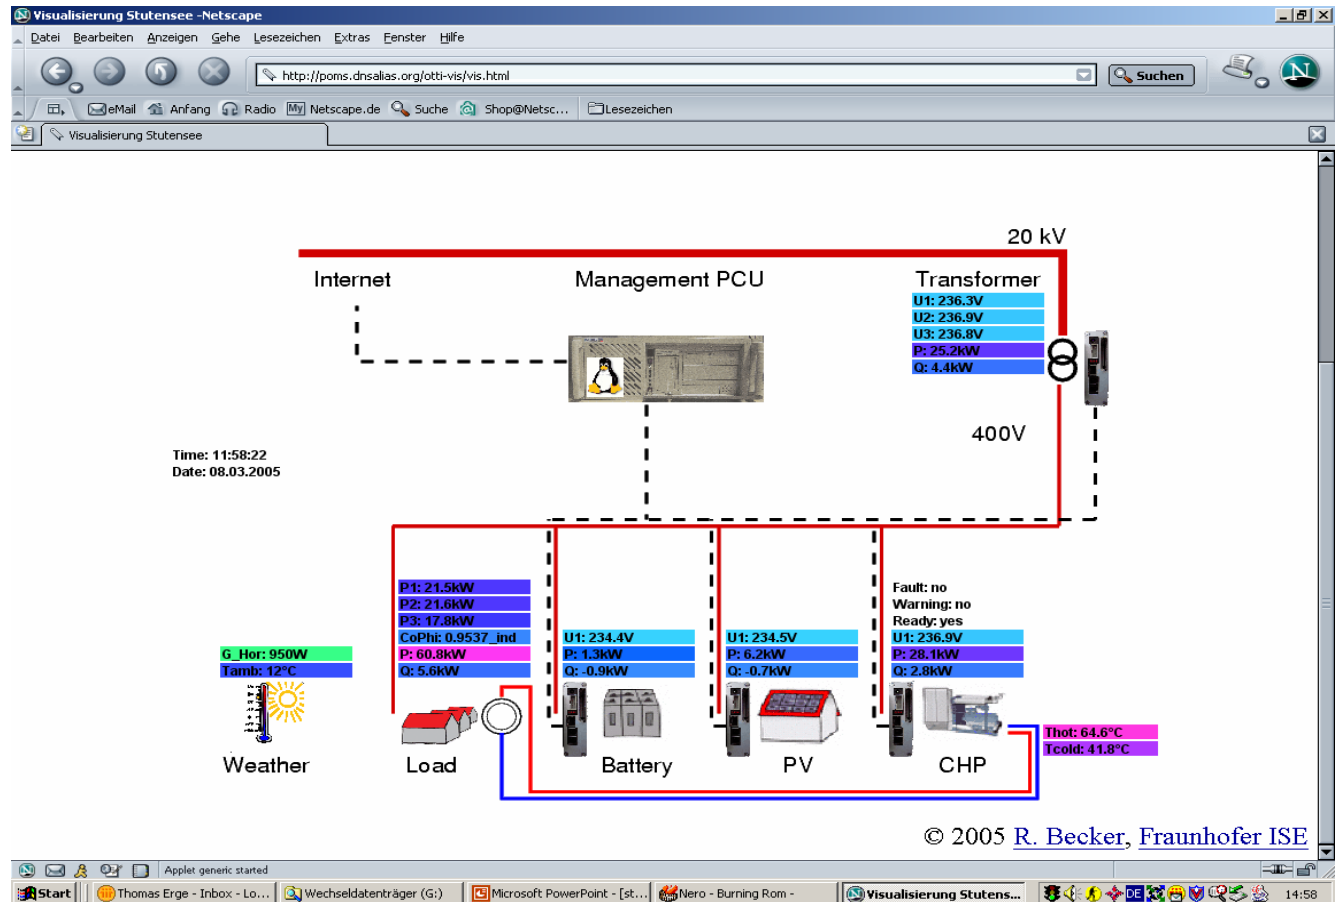 Visualisierung Stutensee -Netscape
Datei Bearbeiten Anzeigen Gehe Lesezeichen Extras Fenster Hilfe
http://poms.dnsalias.org/otti-vis/vis.html
Suchen
eMail Anfang Radio My Netscape.de Suche Shop@Netsc... Lesezeichen
Visualisierung Stutensee
20 kV
Internet Management PCU Transformer
U1: 236.3V
U2: 236.9V
U3: 236.8V
P: 25.2kW
Q: 4.4kW
400V
Time: 11:58:22
Date: 08.03.2005
G_Hor: 950W
Tamb: 12°C
Weather
P1: 21.5kW
P2: 21.6kW
P3: 17.8kW
CoPhi: 0.9537_ind
P: 60.8kW
Q: 5.6kW
Load
U1: 234.4V
P: 1.3kW
Q: -0.9kW
Battery
U1: 234.5V
P: 6.2kW
Q: -0.7kW
PV
Fault: no
Warning: no
Ready: yes
U1: 236.9V
P: 28.1kW
Q: 2.8kW
CHP
Thot: 64.6°C
Tcold: 41.8°C
© 2005 R. Becker, Fraunhofer ISE
Applet generic started
Start Thomas Erge - Inbox - Lo... Wechseldatenträger (G:) Microsoft PowerPoint - [st... Nero - Burning Rom - Visualisierung Stutens... DE 14:58